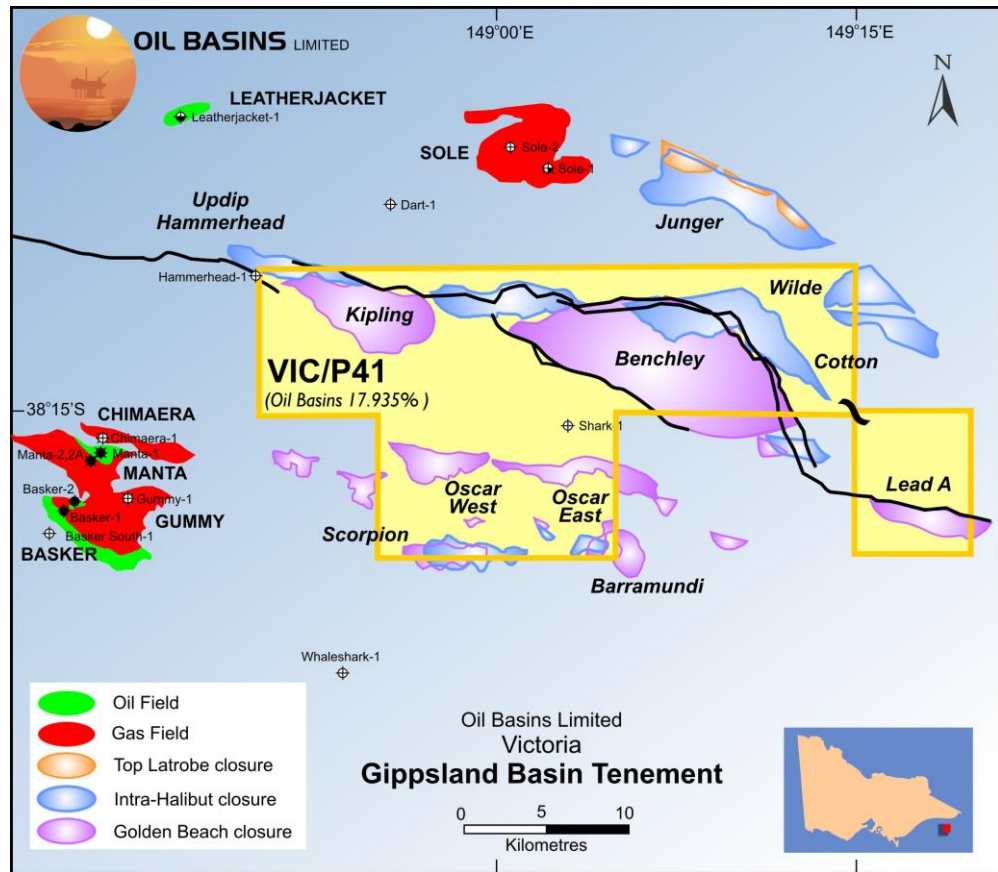 OIL BASINS LIMITED
149°00'E
149°15'E
N
LEATHERJACKET
Leatherjacket-1
SOLE
Sole-2
Sole-1
Dart-1
Junger
Updip
Hammerhead
Hammerhead-1
Kipling
Wilde
Benchley
Cotton
VIC/P41
(Oil Basins 17.935% )
38°15'S
CHIMAERA
Chimaera-1
Manta-2,2A
Manta-1
MANTA
Basker-2
Gummy-1
Basker-1
GUMMY
Basker South-1
BASKER
Shark-1
Oscar
West
Oscar
East
Lead A
Scorpion
Barramundi
Whaleshark-1
Oil Field
Gas Field
Top Latrobe closure
Intra-Halibut closure
Golden Beach closure
Oil Basins Limited
Victoria
Gippsland Basin Tenement
0 5 10
Kilometres